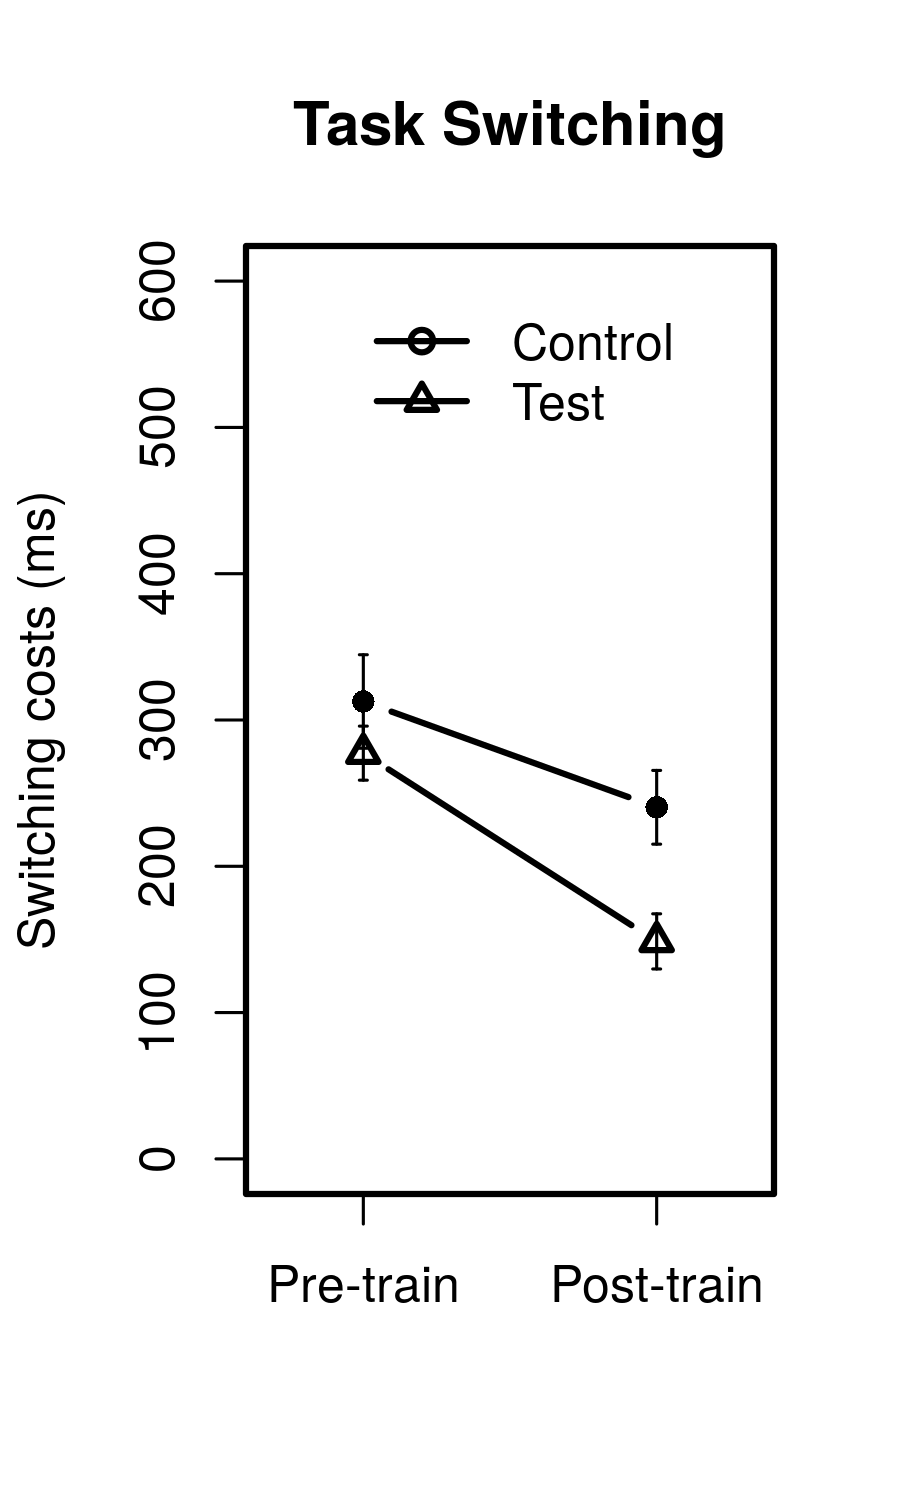 Task Switching
Control
Test
Switching costs (ms)
600
500
400
300
200
100
0
Pre-train Post-train